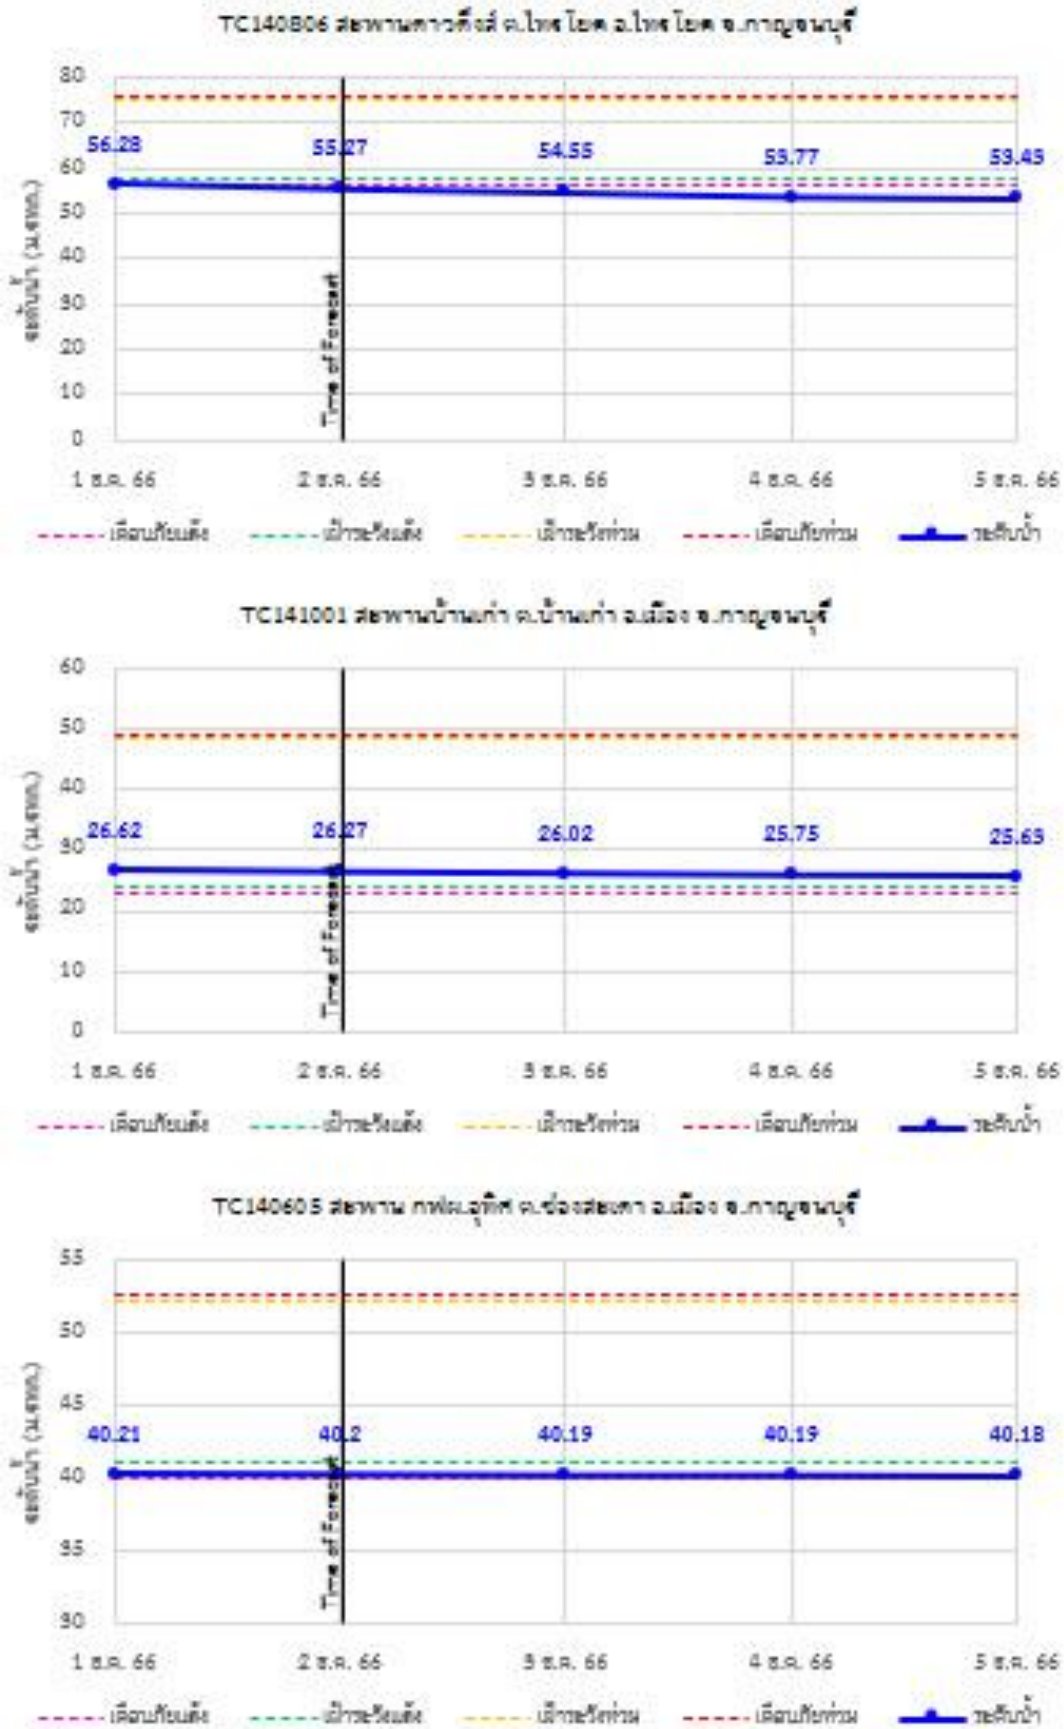 TC140806 สะพานดาวดึงส์ ต.ไทรโยค อ.ไทรโยค จ.กาญจนบุรี
80
70
60
50
40
30
20
10
0
ระดับน้ำ (ม.รทก.)
56.28 55.27 54.55 53.77 53.43
Time of Forecast
1 ธ.ค. 66 2 ธ.ค. 66 3 ธ.ค. 66 4 ธ.ค. 66 5 ธ.ค. 66
เตือนภัยแล้ง เฝ้าระวังแล้ง เฝ้าระวังท่วม เตือนภัยท่วม ระดับน้ำ
TC141001 สะพานบ้านเก่า ต.บ้านเก่า อ.เมือง จ.กาญจนบุรี
60
50
40
30
20
10
0
ระดับน้ำ (ม.รทก.)
26.62 26.27 26.02 25.75 25.63
Time of Forecast
1 ธ.ค. 66 2 ธ.ค. 66 3 ธ.ค. 66 4 ธ.ค. 66 5 ธ.ค. 66
เตือนภัยแล้ง เฝ้าระวังแล้ง เฝ้าระวังท่วม เตือนภัยท่วม ระดับน้ำ
TC140603 สะพาน กฟผ.อุทิศ ต.ช่องสะเดา อ.เมือง จ.กาญจนบุรี
55
50
45
40
35
30
ระดับน้ำ (ม.รทก.)
40.21 40.2 40.19 40.19 40.18
Time of Forecast
1 ธ.ค. 66 2 ธ.ค. 66 3 ธ.ค. 66 4 ธ.ค. 66 5 ธ.ค. 66
เตือนภัยแล้ง เฝ้าระวังแล้ง เฝ้าระวังท่วม เตือนภัยท่วม ระดับน้ำ